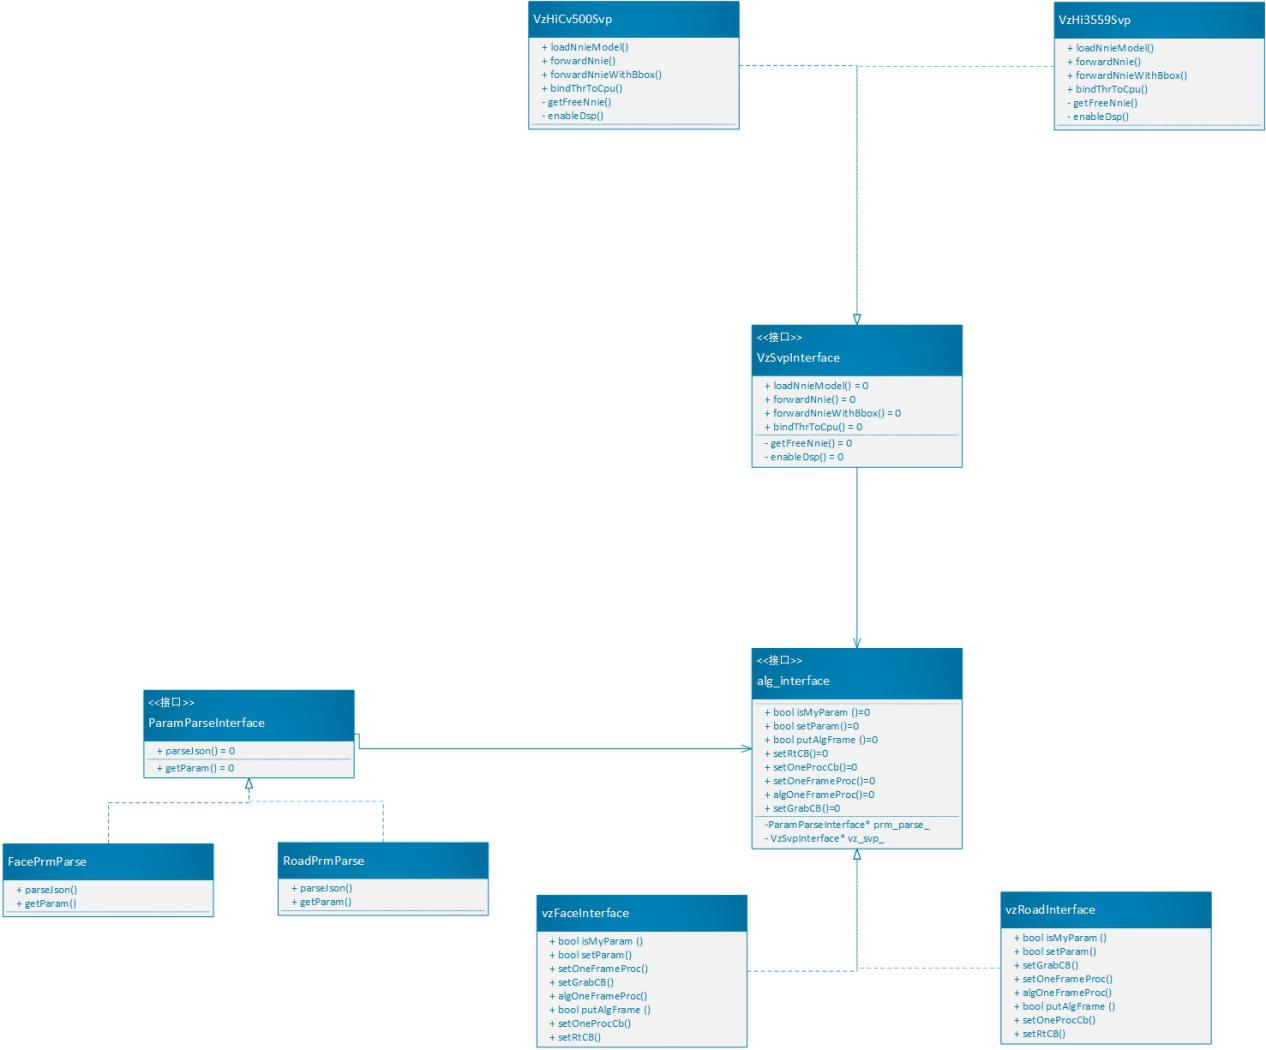 VzHiCv500Svp
+ loadNnieModel()
+ forwardNnie()
+ forwardNnieWithBbox()
+ bindThrToCpu()
- getFreeNnie()
- enableDsp()
VzHi3559Svp
+ loadNnieModel()
+ forwardNnie()
+ forwardNnieWithBbox()
+ bindThrToCpu()
- getFreeNnie()
- enableDsp()
<<接口>>
VzSvpInterface
+ loadNnieModel() = 0
+ forwardNnie() = 0
+ forwardNnieWithBbox() = 0
+ bindThrToCpu() = 0
- getFreeNnie() = 0
- enableDsp() = 0
<<接口>>
alg_interface
+ bool isMyParam ()=0
+ bool setParam()=0
+ bool putAlgFrame ()=0
+ setRtCB()=0
+ setOneProcCb()=0
+ setOneFrameProc()=0
+ algOneFrameProc()=0
+ setGrabCB()=0
-ParamParseInterface* prm_parse_
- VzSvpInterface* vz_svp_
<<接口>>
ParamParseInterface
+ parseJson() = 0
+ getParam() = 0
FacePrmParse
+ parseJson()
+ getParam()
RoadPrmParse
+ parseJson()
+ getParam()
vzFaceInterface
+ bool isMyParam ()
+ bool setParam()
+ setOneFrameProc()
+ setGrabCB()
+ algOneFrameProc()
+ bool putAlgFrame ()
+ setOneProcCb()
+ setRtCB()
vzRoadInterface
+ bool isMyParam ()
+ bool setParam()
+ setGrabCB()
+ setOneFrameProc()
+ algOneFrameProc()
+ bool putAlgFrame ()
+ setOneProcCb()
+ setRtCB()